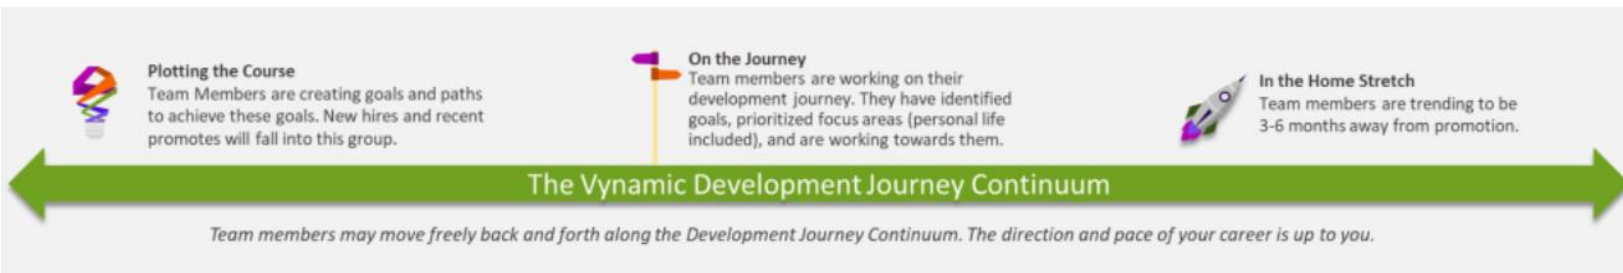 Plotting the Course
Team Members are creating goals and paths
to achieve these goals. New hires and recent
promotes will fall into this group.
On the Journey
Team members are working on their
development journey. They have identified
goals, prioritized focus areas (personal life
included), and are working towards them.
In the Home Stretch
Team members are trending to be
3-6 months away from promotion.
The Vynamic Development Journey Continuum
Team members may move freely back and forth along the Development Journey Continuum. The direction and pace of your career is up to you.